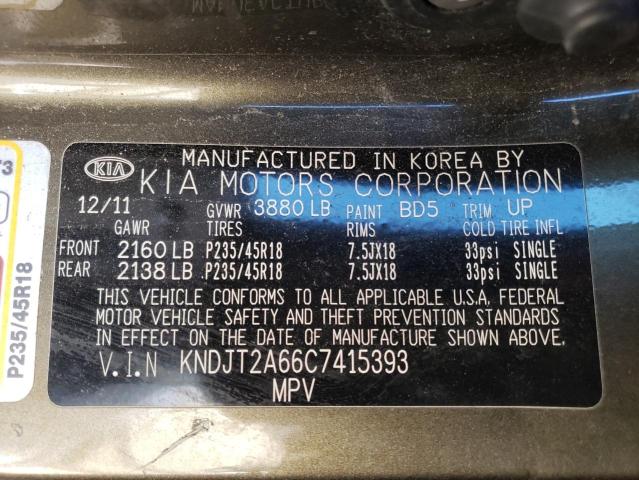 MANUFACTURED IN KOREA BY
KIA KIA MOTORS CORPORATION
12/11 GVWR 3880 LB PAINT BD5 TRIM UP
GAWR TIRES RIMS COLD TIRE INFL
FRONT 2160 LB P235/45R18 7.5JX18 33psi SINGLE
REAR 2138 LB P235/45R18 7.5JX18 33psi SINGLE
THIS VEHICLE CONFORMS TO ALL APPLICABLE U.S.A. FEDERAL
MOTOR VEHICLE SAFETY AND THEFT PREVENTION STANDARDS
IN EFFECT ON THE DATE OF MANUFACTURE SHOWN ABOVE.
V.I.N KNDJT2A66C7415393
MPV
P235/45R18